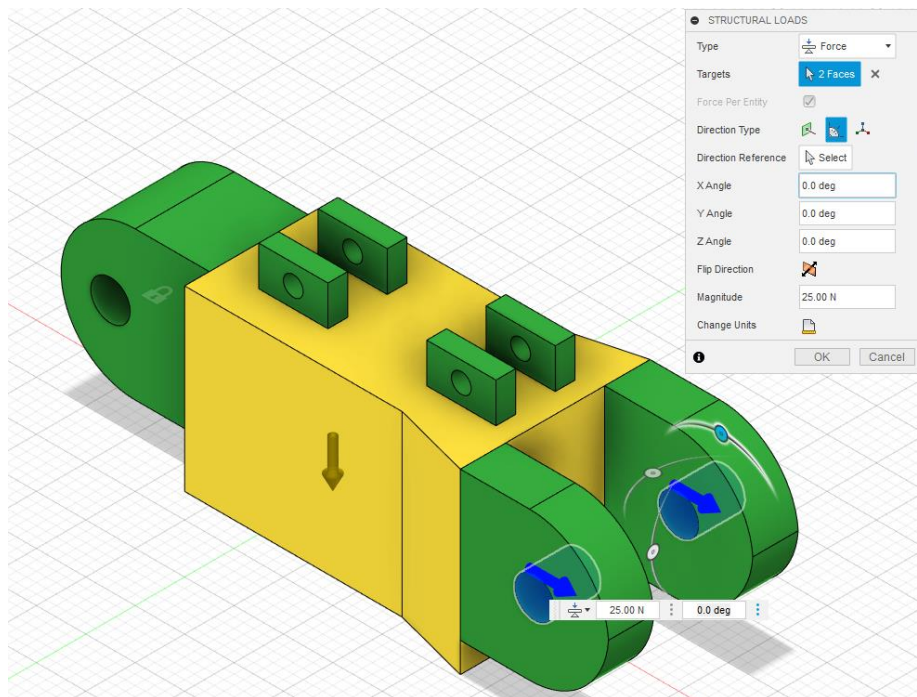 STRUCTURAL LOADS
Type Force
Targets 2 Faces
Force Per Entity
Direction Type
Direction Reference Select
X Angle 0.0 deg
Y Angle 0.0 deg
Z Angle 0.0 deg
Flip Direction
Magnitude 25.00 N
Change Units
OK Cancel
25.00 N 0.0 deg